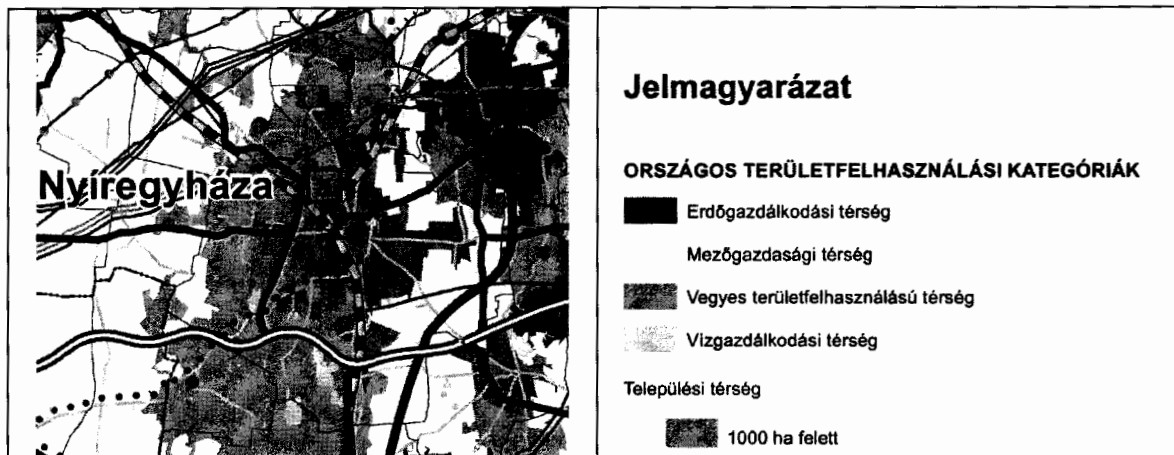 Nyíregyháza
Jelmagyarázat
ORSZÁGOS TERÜLETFELHASZNÁLÁSI KATEGÓRIÁK
Erdőgazdálkodási térség
Mezőgazdasági térség
Vegyes területfelhasználású térség
Vízgazdálkodási térség
Települési térség
1000 ha felett